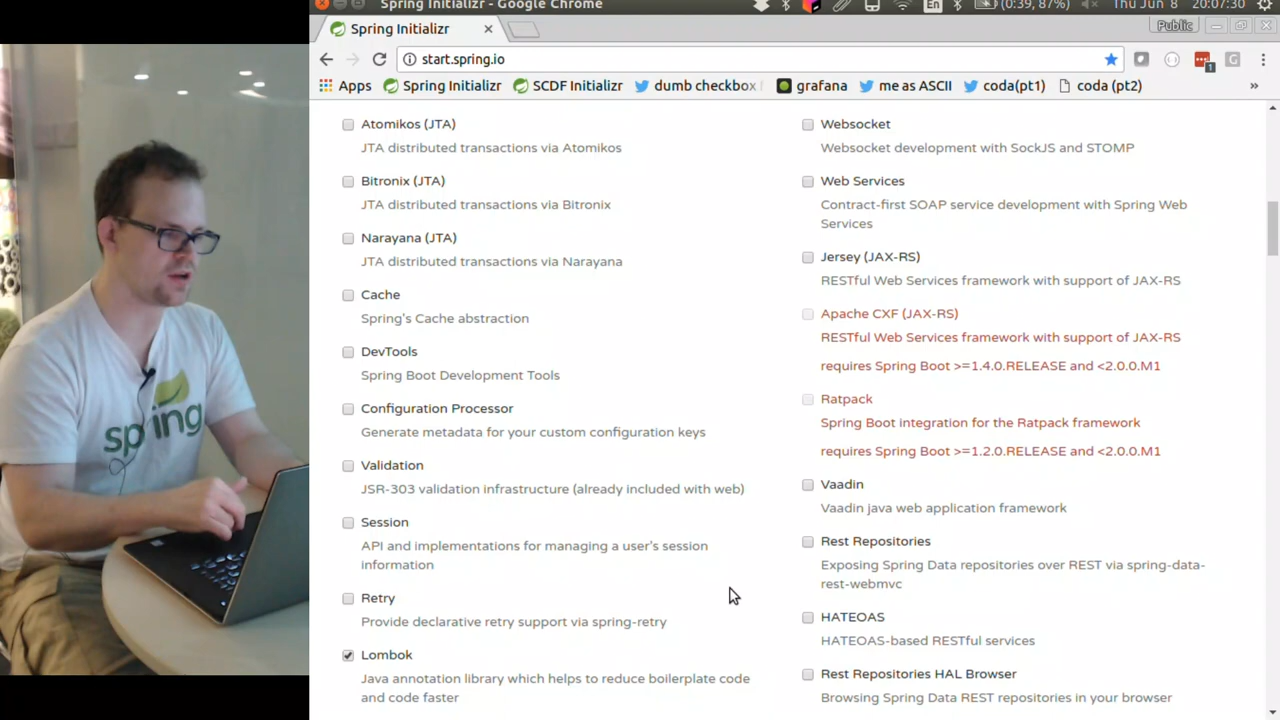 Spring Initializr - Google Chrome
En
(0:39, 87%)
Thu Jun 8
20:07:30
Spring Initializr
Public
start.spring.io
1
G
Apps
Spring Initializr
SCDF Initializr
dumb checkbox
grafana
me as ASCII
coda(pt1)
coda (pt2)
»
Atomikos (JTA)
JTA distributed transactions via Atomikos
Bitronix (JTA)
JTA distributed transactions via Bitronix
Narayana (JTA)
JTA distributed transactions via Narayana
Cache
Spring's Cache abstraction
DevTools
Spring Boot Development Tools
Configuration Processor
Generate metadata for your custom configuration keys
Validation
JSR-303 validation infrastructure (already included with web)
Session
API and implementations for managing a user's session
information
Retry
Provide declarative retry support via spring-retry
Lombok
Java annotation library which helps to reduce boilerplate code
and code faster
Websocket
Websocket development with SockJS and STOMP
Web Services
Contract-first SOAP service development with Spring Web
Services
Jersey (JAX-RS)
RESTful Web Services framework with support of JAX-RS
Apache CXF (JAX-RS)
RESTful Web Services framework with support of JAX-RS
requires Spring Boot >=1.4.0.RELEASE and <2.0.0.M1
Ratpack
Spring Boot integration for the Ratpack framework
requires Spring Boot >=1.2.0.RELEASE and <2.0.0.M1
Vaadin
Vaadin java web application framework
Rest Repositories
Exposing Spring Data repositories over REST via spring-data-
rest-webmvc
HATEOAS
HATEOAS-based RESTful services
Rest Repositories HAL Browser
Browsing Spring Data REST repositories in your browser
spring